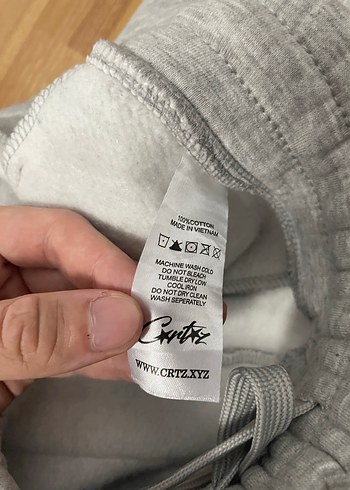 100%COTTON
MADE IN VIETNAM
MACHINE WASH COLD
DO NOT BLEACH
TUMBLE DRY LOW
COOL RON
DO NOT DRY CLEAN
WASH SEPERATELY
Crtz
WWW.CRTZ.XYZ